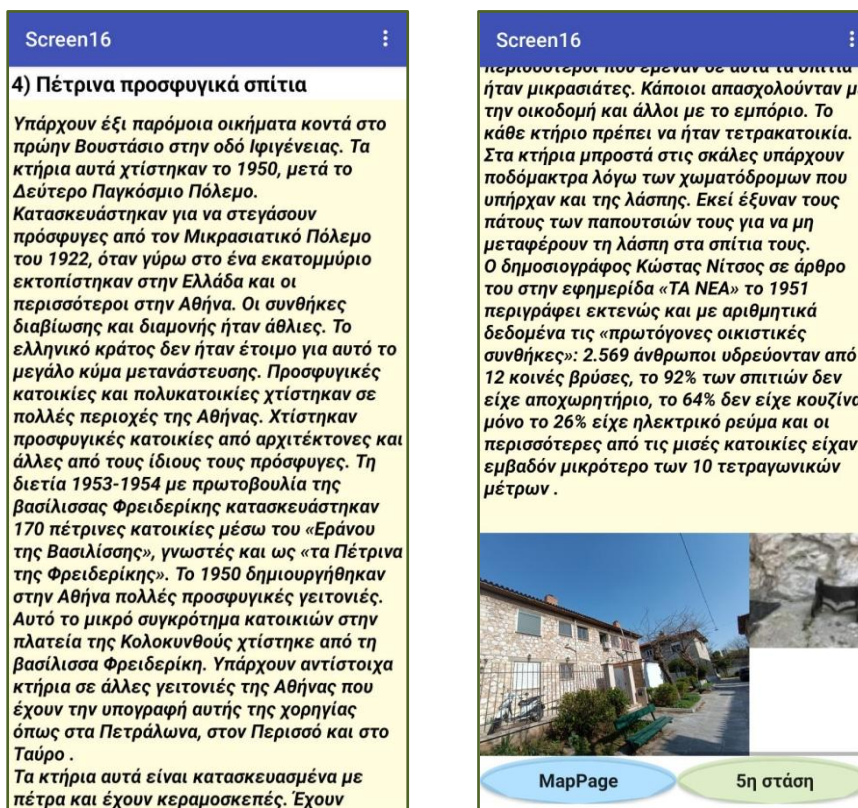 Screen16
4) Πέτρινα προσφυγικά σπίτια
Υπάρχουν έξι παρόμοια οικήματα κοντά στο
πρώην Βουστάσιο στην οδό Ιφιγένειας. Τα
κτήρια αυτά χτίστηκαν το 1950, μετά το
Δεύτερο Παγκόσμιο Πόλεμο.
Κατασκευάστηκαν για να στεγάσουν
πρόσφυγες από τον Μικρασιατικό Πόλεμο
του 1922, όταν γύρω στο ένα εκατομμύριο
εκτοπίστηκαν στην Ελλάδα και οι
περισσότεροι στην Αθήνα. Οι συνθήκες
διαβίωσης και διαμονής ήταν άθλιες. Το
ελληνικό κράτος δεν ήταν έτοιμο για αυτό το
μεγάλο κύμα μετανάστευσης. Προσφυγικές
κατοικίες και πολυκατοικίες χτίστηκαν σε
πολλές περιοχές της Αθήνας. Χτίστηκαν
προσφυγικές κατοικίες από αρχιτέκτονες και
άλλες από τους ίδιους τους πρόσφυγες. Τη
διετία 1953-1954 με πρωτοβουλία της
βασίλισσας Φρειδερίκης κατασκευάστηκαν
170 πέτρινες κατοικίες μέσω του «Εράνου
της Βασιλίσσης», γνωστές και ως «τα Πέτρινα
της Φρειδερίκης». Το 1950 δημιουργήθηκαν
στην Αθήνα πολλές προσφυγικές γειτονιές.
Αυτό το μικρό συγκρότημα κατοικιών στην
πλατεία της Κολοκυνθούς χτίστηκε από τη
βασίλισσα Φρειδερίκη. Υπάρχουν αντίστοιχα
κτήρια σε άλλες γειτονιές της Αθήνας που
έχουν την υπογραφή αυτής της χορηγίας
όπως στα Πετράλωνα, στον Περισσό και στο
Ταύρο .
Τα κτήρια αυτά είναι κατασκευασμένα με
πέτρα και έχουν κεραμοσκεπές. Έχουν
Screen16
περισσότεροι που έμεναν σε αυτά τα σπίτια
ήταν μικρασιάτες. Κάποιοι απασχολούνταν μ
την οικοδομή και άλλοι με το εμπόριο. Το
κάθε κτήριο πρέπει να ήταν τετρακατοικία.
Στα κτήρια μπροστά στις σκάλες υπάρχουν
ποδόμακτρα λόγω των χωματόδρομων που
υπήρχαν και της λάσπης. Εκεί έξυναν τους
πάτους των παπουτσιών τους για να μη
μεταφέρουν τη λάσπη στα σπίτια τους.
Ο δημοσιογράφος Κώστας Νίτσος σε άρθρο
του στην εφημερίδα «ΤΑ ΝΕΑ» το 1951
περιγράφει εκτενώς και με αριθμητικά
δεδομένα τις «πρωτόγονες οικιστικές
συνθήκες»: 2.569 άνθρωποι υδρεύονταν από
12 κοινές βρύσες, το 92% των σπιτιών δεν
είχε αποχωρητήριο, το 64% δεν είχε κουζίνα
μόνο το 26% είχε ηλεκτρικό ρεύμα και οι
περισσότερες από τις μισές κατοικίες είχαν
εμβαδόν μικρότερο των 10 τετραγωνικών
μέτρων .
MapPage
5η στάση